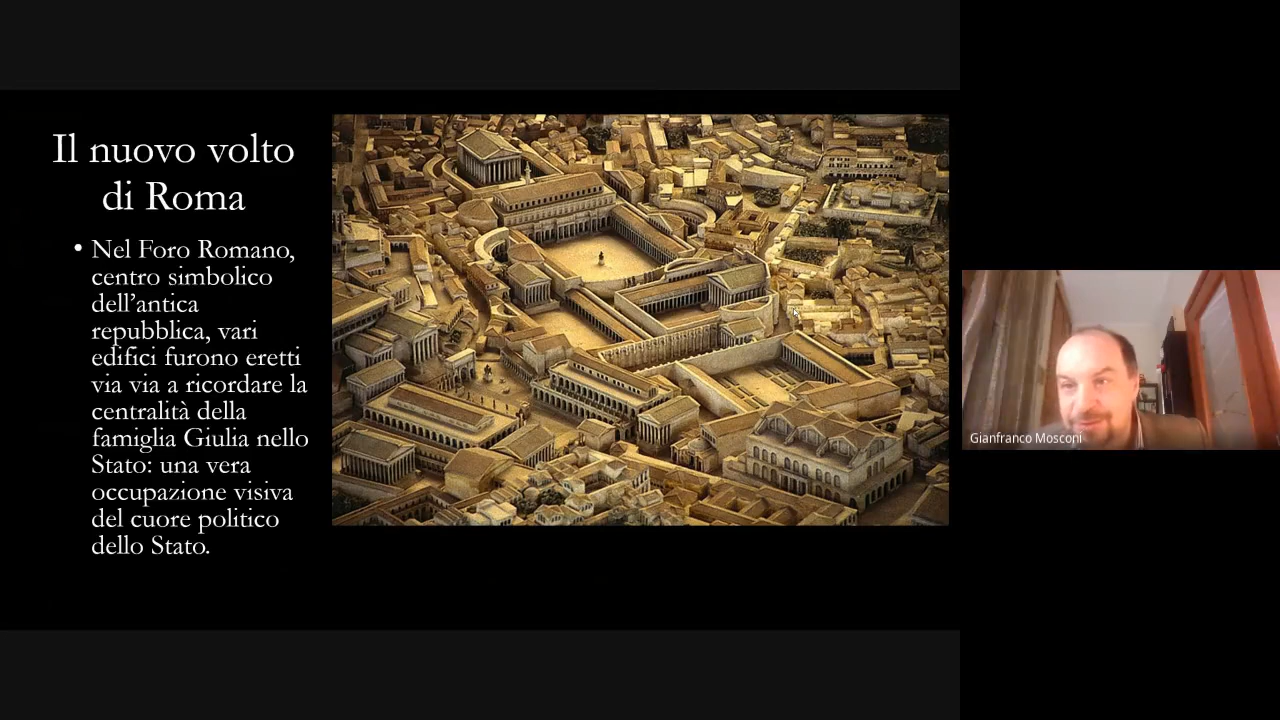 Il nuovo volto
di Roma
• Nel Foro Romano,
centro simbolico
dell’antica
repubblica, vari
edifici furono eretti
via via a ricordare la
centralità della
famiglia Giulia nello
Stato: una vera
occupazione visiva
del cuore politico
dello Stato.
Gianfranco Mosconi